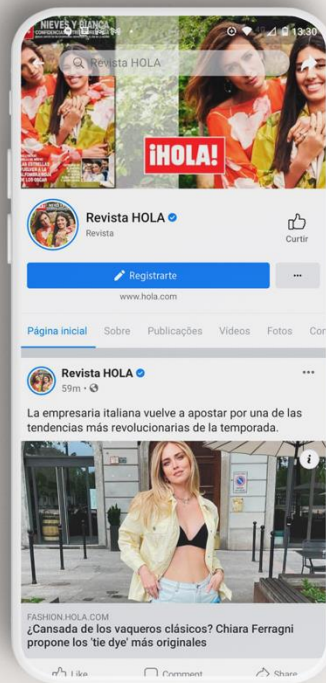 NIEVES Y BLANCA
13:30
Revista HOLA
¡HOLA!
Revista HOLA
Revista
Curtir
Registrarte
...
www.hola.com
Página inicial Sobre Publicações Vídeos Fotos Con
Revista HOLA
59m
...
La empresaria italiana vuelve a apostar por una de las
tendencias más revolucionarias de la temporada.
i
FASHION.HOLA.COM
¿Cansada de los vaqueros clásicos? Chiara Ferragni
propone los 'tie dye' más originales
Like Comment Share